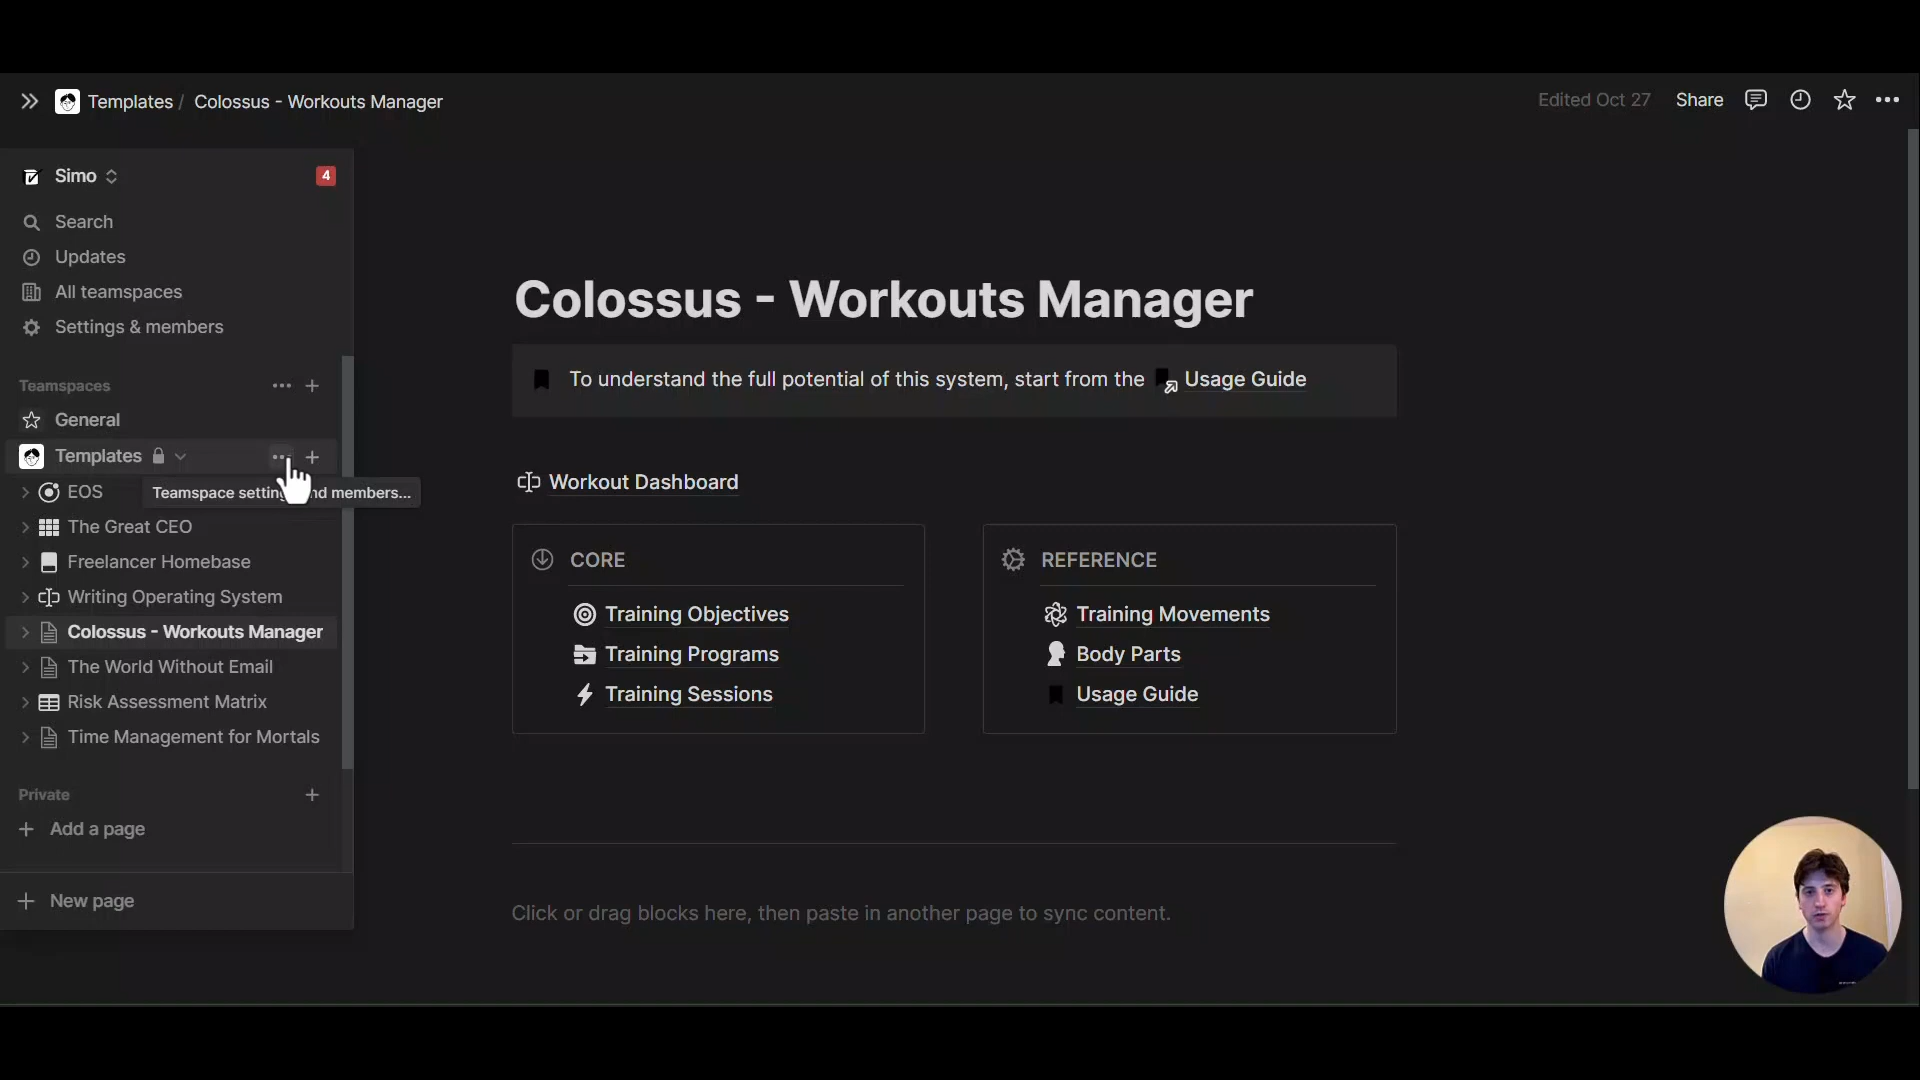 Templates / Colossus - Workouts Manager
Edited Oct 27 Share
Simo
4
Search
Updates
All teamspaces
Settings & members
Teamspaces
General
Templates
EOS
Teamspace settin nd members...
The Great CEO
Freelancer Homebase
Writing Operating System
Colossus - Workouts Manager
The World Without Email
Risk Assessment Matrix
Time Management for Mortals
Private
Add a page
New page
Colossus - Workouts Manager
To understand the full potential of this system, start from the Usage Guide
Workout Dashboard
CORE
Training Objectives
Training Programs
Training Sessions
REFERENCE
Training Movements
Body Parts
Usage Guide
Click or drag blocks here, then paste in another page to sync content.